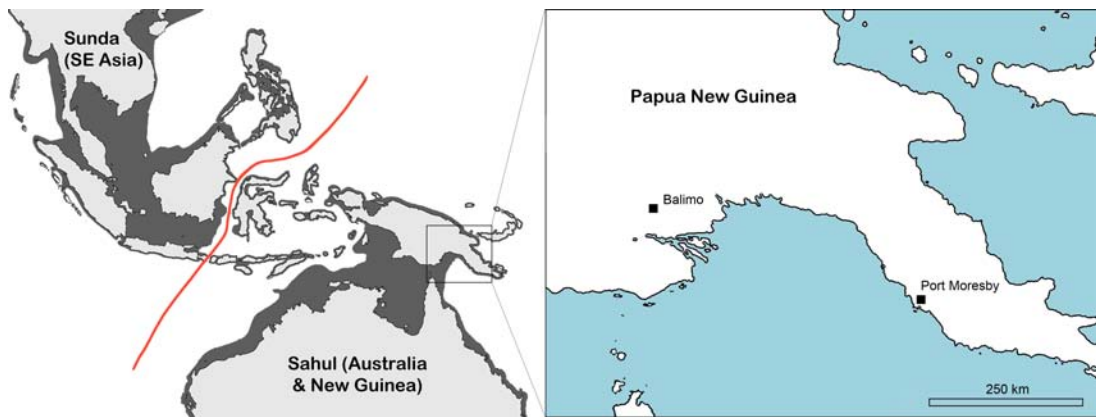 Sunda
(SE Asia)
Sahul (Australia
& New Guinea)
Papua New Guinea
Balimo
Port Moresby
250 km